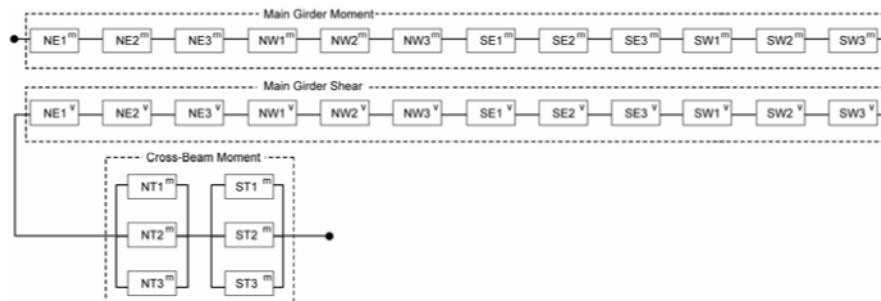 Main Girder Moment
NE1m NE2m NE3m NW1m NW2m NW3m SE1m SE2m SE3m SW1m SW2m SW3m
Main Girder Shear
NE1v NE2v NE3v NW1v NW2v NW3v SE1v SE2v SE3v SW1v SW2v SW3v
Cross-Beam Moment
NT1m ST1m
NT2m ST2m
NT3m ST3m